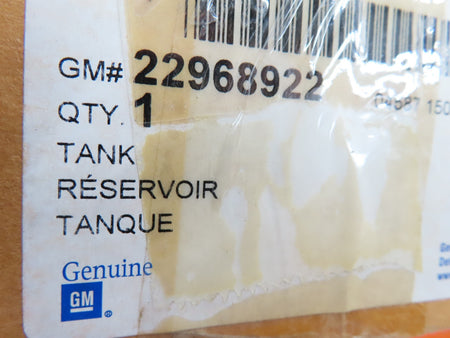 GM# 22968922
QTY. 1
TANK
RÉSERVOIR
TANQUE
Genuine
GM
®